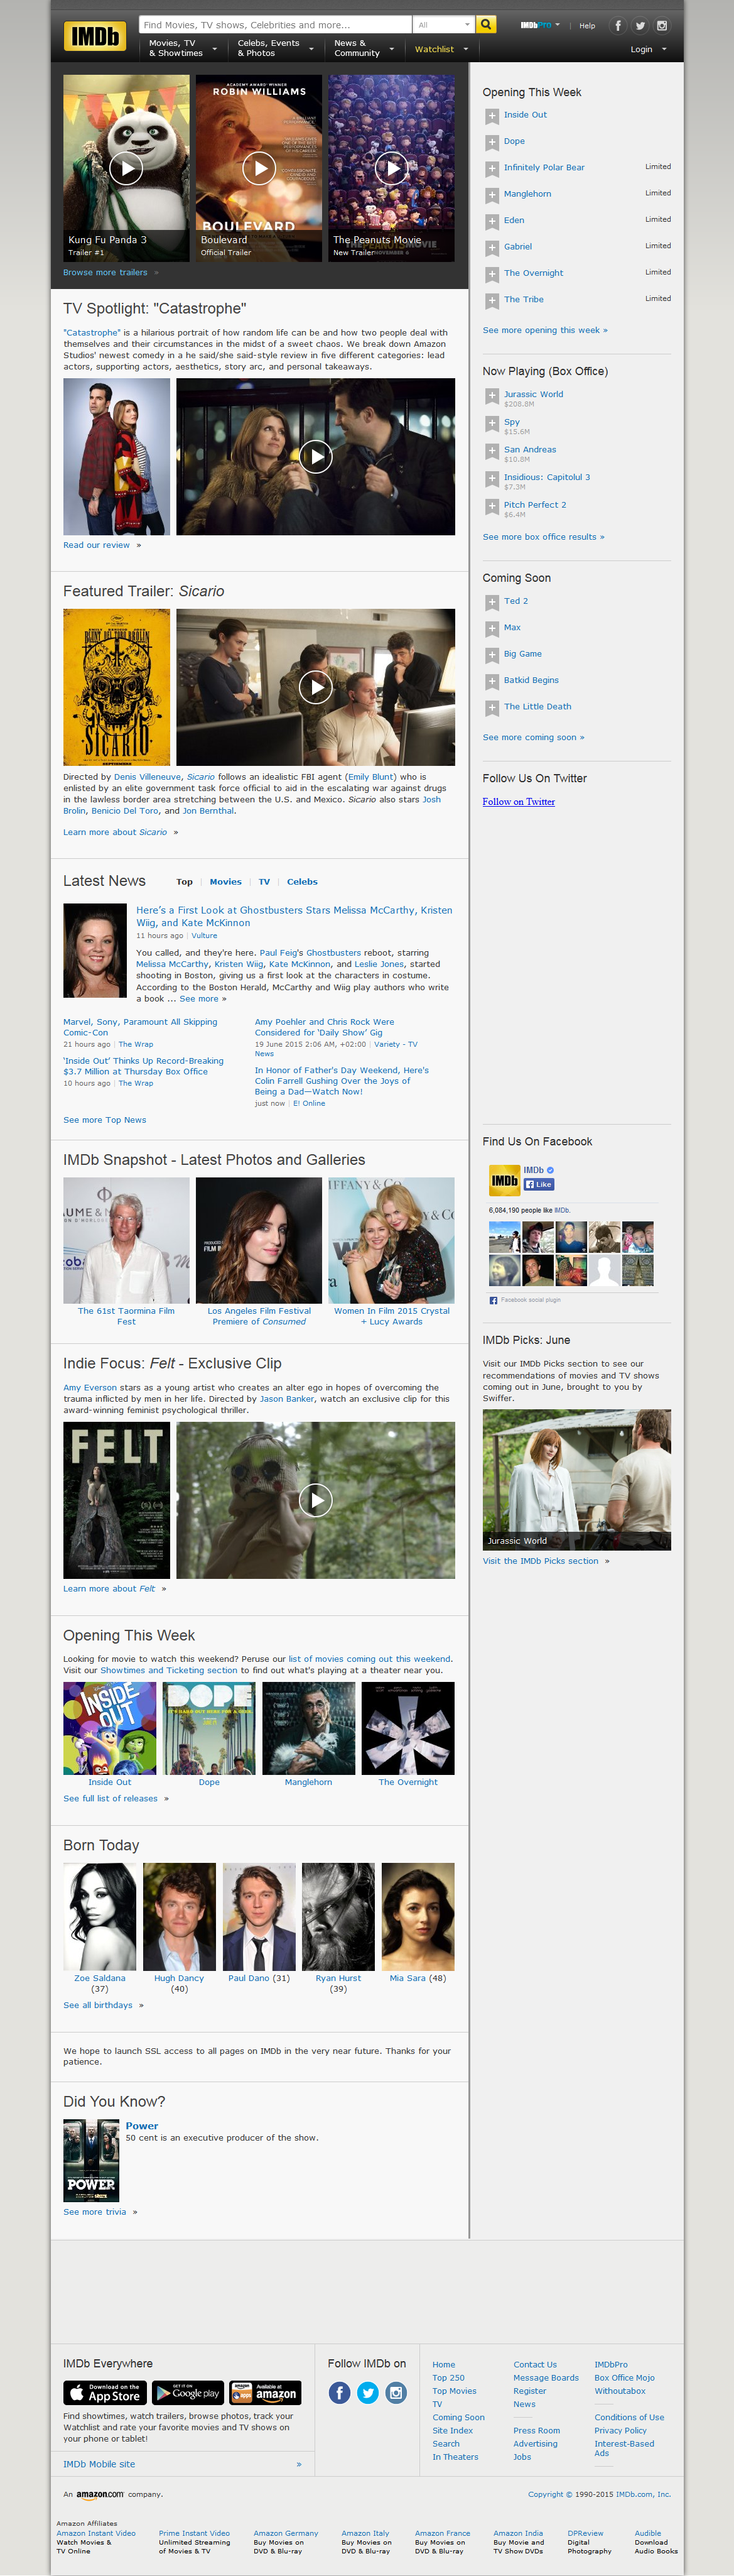 IMDb
Find Movies, TV shows, Celebrities and more...
All
IMDbPro
Help
Movies, TV
& Showtimes
Celebs, Events
& Photos
News &
Community
Watchlist
Login
ACADEMY AWARD WINNER
ROBIN WILLIAMS
BOULEVARD
Kung Fu Panda 3
Trailer #1
Boulevard
Official Trailer
The Peanuts Movie
New Trailer
Browse more trailers »
TV Spotlight: "Catastrophe"
"Catastrophe" is a hilarious portrait of how random life can be and how two people deal with
themselves and their circumstances in the midst of a sweet chaos. We break down Amazon
Studios' newest comedy in a he said/she said-style review in five different categories: lead
actors, supporting actors, aesthetics, story arc, and personal takeaways.
Read our review »
Featured Trailer: Sicario
BLUNT DEL TORO BROLIN
SICARIO
Directed by Denis Villeneuve, Sicario follows an idealistic FBI agent (Emily Blunt) who is
enlisted by an elite government task force official to aid in the escalating war against drugs
in the lawless border area stretching between the U.S. and Mexico. Sicario also stars Josh
Brolin, Benicio Del Toro, and Jon Bernthal.
Learn more about Sicario »
Latest News
Top | Movies | TV | Celebs
Here's a First Look at Ghostbusters Stars Melissa McCarthy, Kristen
Wiig, and Kate McKinnon
11 hours ago | Vulture
You called, and they're here. Paul Feig's Ghostbusters reboot, starring
Melissa McCarthy, Kristen Wiig, Kate McKinnon, and Leslie Jones, started
shooting in Boston, giving us a first look at the characters in costume.
According to the Boston Herald, McCarthy and Wiig play authors who write
a book ... See more »
Marvel, Sony, Paramount All Skipping
Comic-Con
21 hours ago | The Wrap
'Inside Out' Thinks Up Record-Breaking
$3.7 Million at Thursday Box Office
10 hours ago | The Wrap
Amy Poehler and Chris Rock Were
Considered for 'Daily Show' Gig
19 June 2015 2:06 AM, +02:00 | Variety - TV
News
In Honor of Father's Day Weekend, Here's
Colin Farrell Gushing Over the Joys of
Being a Dad—Watch Now!
just now | E! Online
See more Top News
IMDb Snapshot - Latest Photos and Galleries
The 61st Taormina Film
Fest
Los Angeles Film Festival
Premiere of Consumed
Women In Film 2015 Crystal
+ Lucy Awards
Indie Focus: Felt - Exclusive Clip
Amy Everson stars as a young artist who creates an alter ego in hopes of overcoming the
trauma inflicted by men in her life. Directed by Jason Banker, watch an exclusive clip for this
award-winning feminist psychological thriller.
FELT
Learn more about Felt »
Opening This Week
Looking for movie to watch this weekend? Peruse our list of movies coming out this weekend.
Visit our Showtimes and Ticketing section to find out what's playing at a theater near you.
INSIDE OUT
DOPE
Inside Out
Dope
Manglehorn
The Overnight
See full list of releases »
Born Today
Zoe Saldana
(37)
Hugh Dancy
(40)
Paul Dano (31)
Ryan Hurst
(39)
Mia Sara (48)
See all birthdays »
We hope to launch SSL access to all pages on IMDb in the very near future. Thanks for your
patience.
Did You Know?
POWER
Power
50 cent is an executive producer of the show.
See more trivia »
Opening This Week
Inside Out
Dope
Infinitely Polar Bear Limited
Manglehorn Limited
Eden Limited
Gabriel Limited
The Overnight Limited
The Tribe Limited
See more opening this week »
Now Playing (Box Office)
Jurassic World
$208.8M
Spy
$15.6M
San Andreas
$10.8M
Insidious: Capitolul 3
$7.3M
Pitch Perfect 2
$6.4M
See more box office results »
Coming Soon
Ted 2
Max
Big Game
Batkid Begins
The Little Death
See more coming soon »
Follow Us On Twitter
Follow on Twitter
Find Us On Facebook
IMDb
IMDb
Like
6,084,190 people like IMDb.
Facebook social plugin
IMDb Picks: June
Visit our IMDb Picks section to see our
recommendations of movies and TV shows
coming out in June, brought to you by
Swiffer.
Jurassic World
Visit the IMDb Picks section »
IMDb Everywhere
Download on the
App Store
GET IT ON
Google play
Available at
amazon
Find showtimes, watch trailers, browse photos, track your
Watchlist and rate your favorite movies and TV shows on
your phone or tablet!
IMDb Mobile site »
Follow IMDb on
Home
Top 250
Top Movies
TV
Coming Soon
Site Index
Search
In Theaters
Contact Us
Message Boards
Register
News
Press Room
Advertising
Jobs
IMDbPro
Box Office Mojo
Withoutabox
Conditions of Use
Privacy Policy
Interest-Based
Ads
An amazon.com company.
Copyright © 1990-2015 IMDb.com, Inc.
Amazon Affiliates
Amazon Instant Video
Watch Movies &
TV Online
Prime Instant Video
Unlimited Streaming
of Movies & TV
Amazon Germany
Buy Movies on
DVD & Blu-ray
Amazon Italy
Buy Movies on
DVD & Blu-ray
Amazon France
Buy Movies on
DVD & Blu-ray
Amazon India
Buy Movie and
TV Show DVDs
DPReview
Digital
Photography
Audible
Download
Audio Books